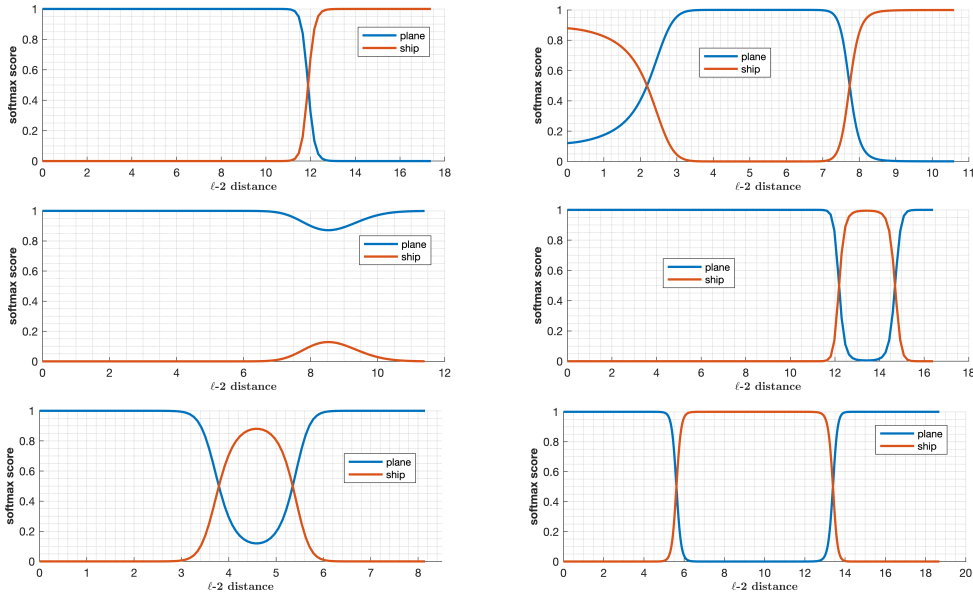 softmax score
1
0.8
0.6
0.4
0.2
0
plane
ship
0 2 4 6 8 10 12 14 16 18
ℓ-2 distance
softmax score
1
0.8
0.6
0.4
0.2
0
plane
ship
0 1 2 3 4 5 6 7 8 9 10 11
ℓ-2 distance
softmax score
1
0.8
0.6
0.4
0.2
0
plane
ship
0 2 4 6 8 10 12
ℓ-2 distance
softmax score
1
0.8
0.6
0.4
0.2
0
plane
ship
0 2 4 6 8 10 12 14 16 18
ℓ-2 distance
softmax score
1
0.8
0.6
0.4
0.2
0
plane
ship
0 1 2 3 4 5 6 7 8
ℓ-2 distance
softmax score
1
0.8
0.6
0.4
0.2
0
plane
ship
0 2 4 6 8 10 12 14 16 18 20
ℓ-2 distance